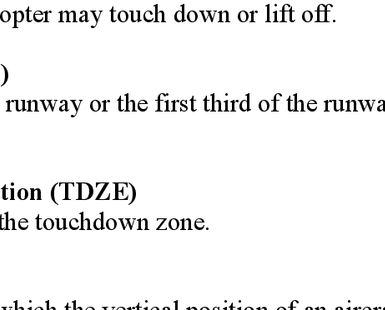 opter may touch down or lift off.
)
runway or the first third of the runwa
tion (TDZE)
the touchdown zone.
which the vertical position of an aircra